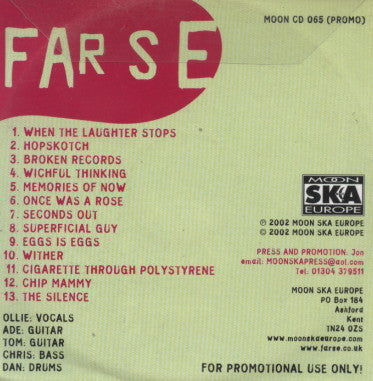 MOON CD 065 (PROMO)
FARSE
1. WHEN THE LAUGHTER STOPS
2. HOPSKOTCH
3. BROKEN RECORDS
4. WICHFUL THINKING
5. MEMORIES OF NOW
6. ONCE WAS A ROSE
7. SECONDS OUT
8. SUPERFICIAL GUY
9. EGGS IS EGGS
10. WITHER
11. CIGARETTE THROUGH POLYSTYRENE
12. CHIP MAMMY
13. THE SILENCE
OLLIE: VOCALS
ADE: GUITAR
TOM: GUITAR
CHRIS: BASS
DAN: DRUMS
MOON
SKA
EUROPE
℗ 2002 MOON SKA EUROPE
© 2002 MOON SKA EUROPE
PRESS AND PROMOTION: Jon
email: MOONSKAPRESS@aol.com
Tel: 01304 379511
MOON SKA EUROPE
PO Box 184
Ashford
Kent
TN24 0ZS
www.moonskaeurope.com
www.farse.co.uk
FOR PROMOTIONAL USE ONLY!